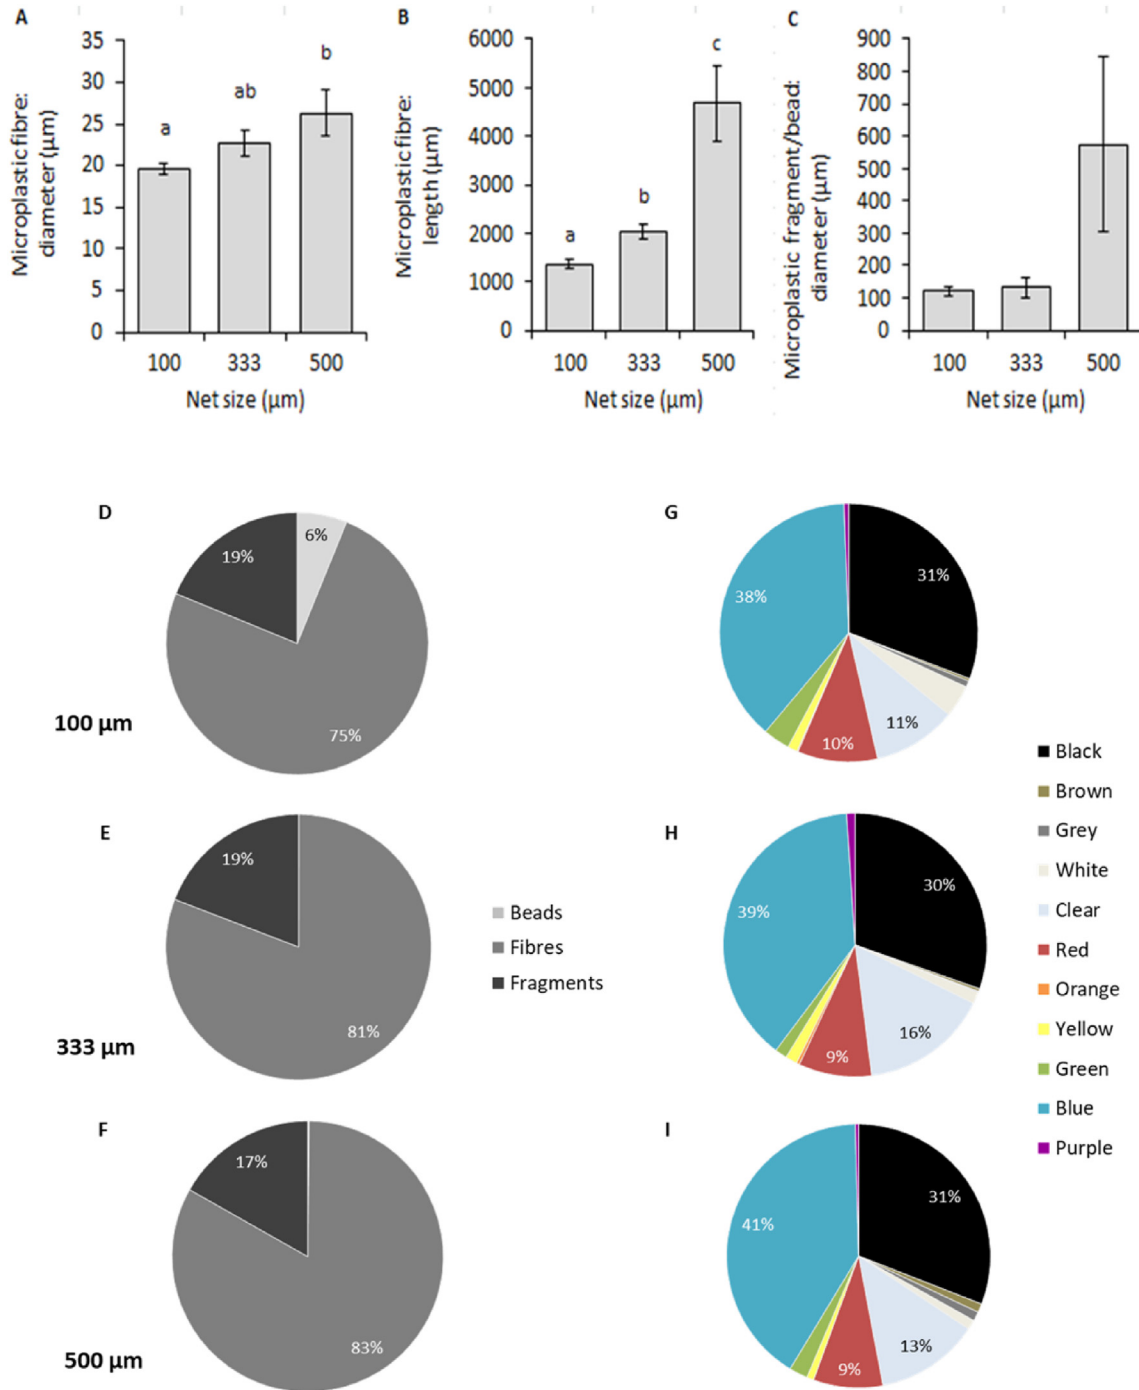 A
Microplastic fibre:
diameter (µm)
35
30
25
20
15
10
5
0
a
ab
b
100 333 500
Net size (µm)
B
Microplastic fibre:
length (µm)
6000
5000
4000
3000
2000
1000
0
a
b
c
100 333 500
Net size (µm)
C
Microplastic fragment/bead:
diameter (µm)
900
800
700
600
500
400
300
200
100
0
100 333 500
Net size (µm)
D
6%
19%
75%
100 µm
E
19%
81%
333 µm
F
17%
83%
500 µm
Beads
Fibres
Fragments
G
31%
38%
11%
10%
H
30%
39%
16%
9%
I
31%
41%
13%
9%
Black
Brown
Grey
White
Clear
Red
Orange
Yellow
Green
Blue
Purple